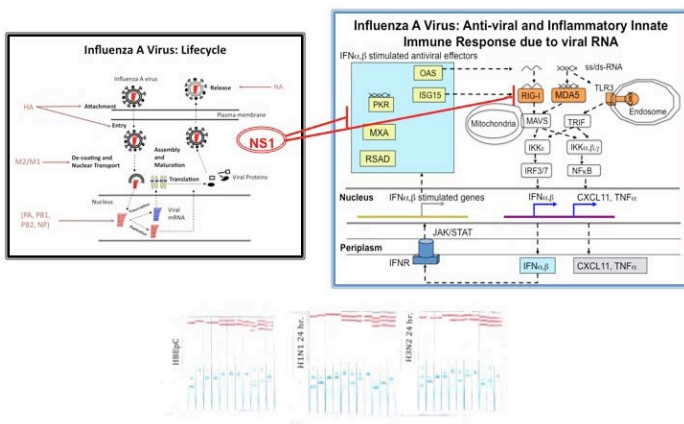 Influenza A Virus: Lifecycle
Influenza A virus
Release
NA
HA
Attachment
Plasma membrane
Entry
M2/M1
De-coating and
Nuclear Transport
Assembly
and
Maturation
Translation
Viral Proteins
Nucleus
Transcription
Viral
mRNA
(PA, PB1,
PB2, NP)
Replication
NS1
Influenza A Virus: Anti-viral and Inflammatory Innate
Immune Response due to viral RNA
IFNα,β stimulated antiviral effectors
OAS
ISG15
PKR
MXA
RSAD
ss/ds-RNA
RIG-I
MDA5
TLR3
Endosome
Mitochondria
MAVS
TRIF
IKKε
IKKα,β,γ
IRF3/7
NFκB
Nucleus
IFNα,β stimulated genes
IFNα,β
CXCL11, TNFα
JAK/STAT
Periplasm
IFNR
IFNα,β
CXCL11, TNFα
HBEpC
H1N1 24 hr.
H3N2 24 hr.